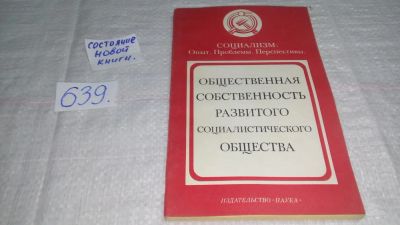 состояние
новой
книги.
639.
СОЦИАЛИЗМ:
Опыт. Проблемы. Перспективы.
ОБЩЕСТВЕННАЯ
СОБСТВЕННОСТЬ
РАЗВИТОГО
СОЦИАЛИСТИЧЕСКОГО
ОБЩЕСТВА
ИЗДАТЕЛЬСТВО «НАУКА»